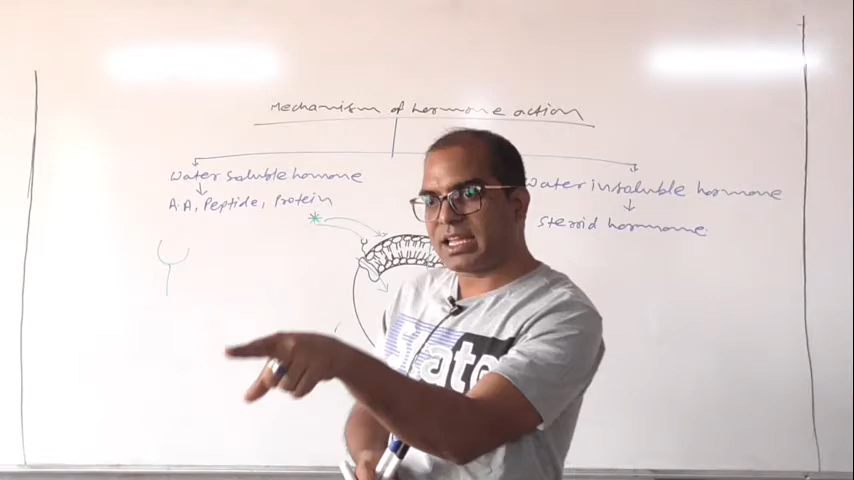 Mechanism of hormone action
Water soluble hormone
A.A, Peptide, Protein
Water insoluble hormone
Steroid hormone